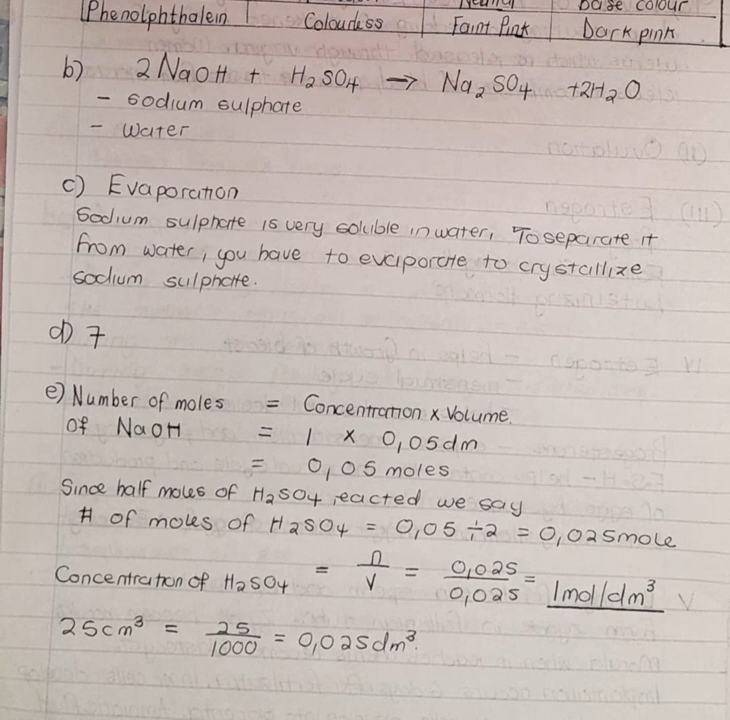 Neutral base colour
Phenolphthalein Colourless Faint Pink Dark pink
b) 2NaOH + H₂SO₄ → Na₂SO₄ +2H₂O
- sodium sulphate
- water
c) Evaporation
Sodium sulphate is very soluble in water, To separate it
from water, you have to evaporate to crystallize
sodium sulphate.
d) 7
e) Number of moles = Concentration x Volume.
of NaOH = 1 x 0,05dm
= 0,05 moles
Since half moles of H₂SO₄ reacted we say
# of moles of H₂SO₄ = 0,05 ÷2 = 0,025mole
Concentration of H₂SO₄ = n/V = 0,025/0,025 = 1mol/dm³
25cm³ = 25/1000 = 0,025dm³.